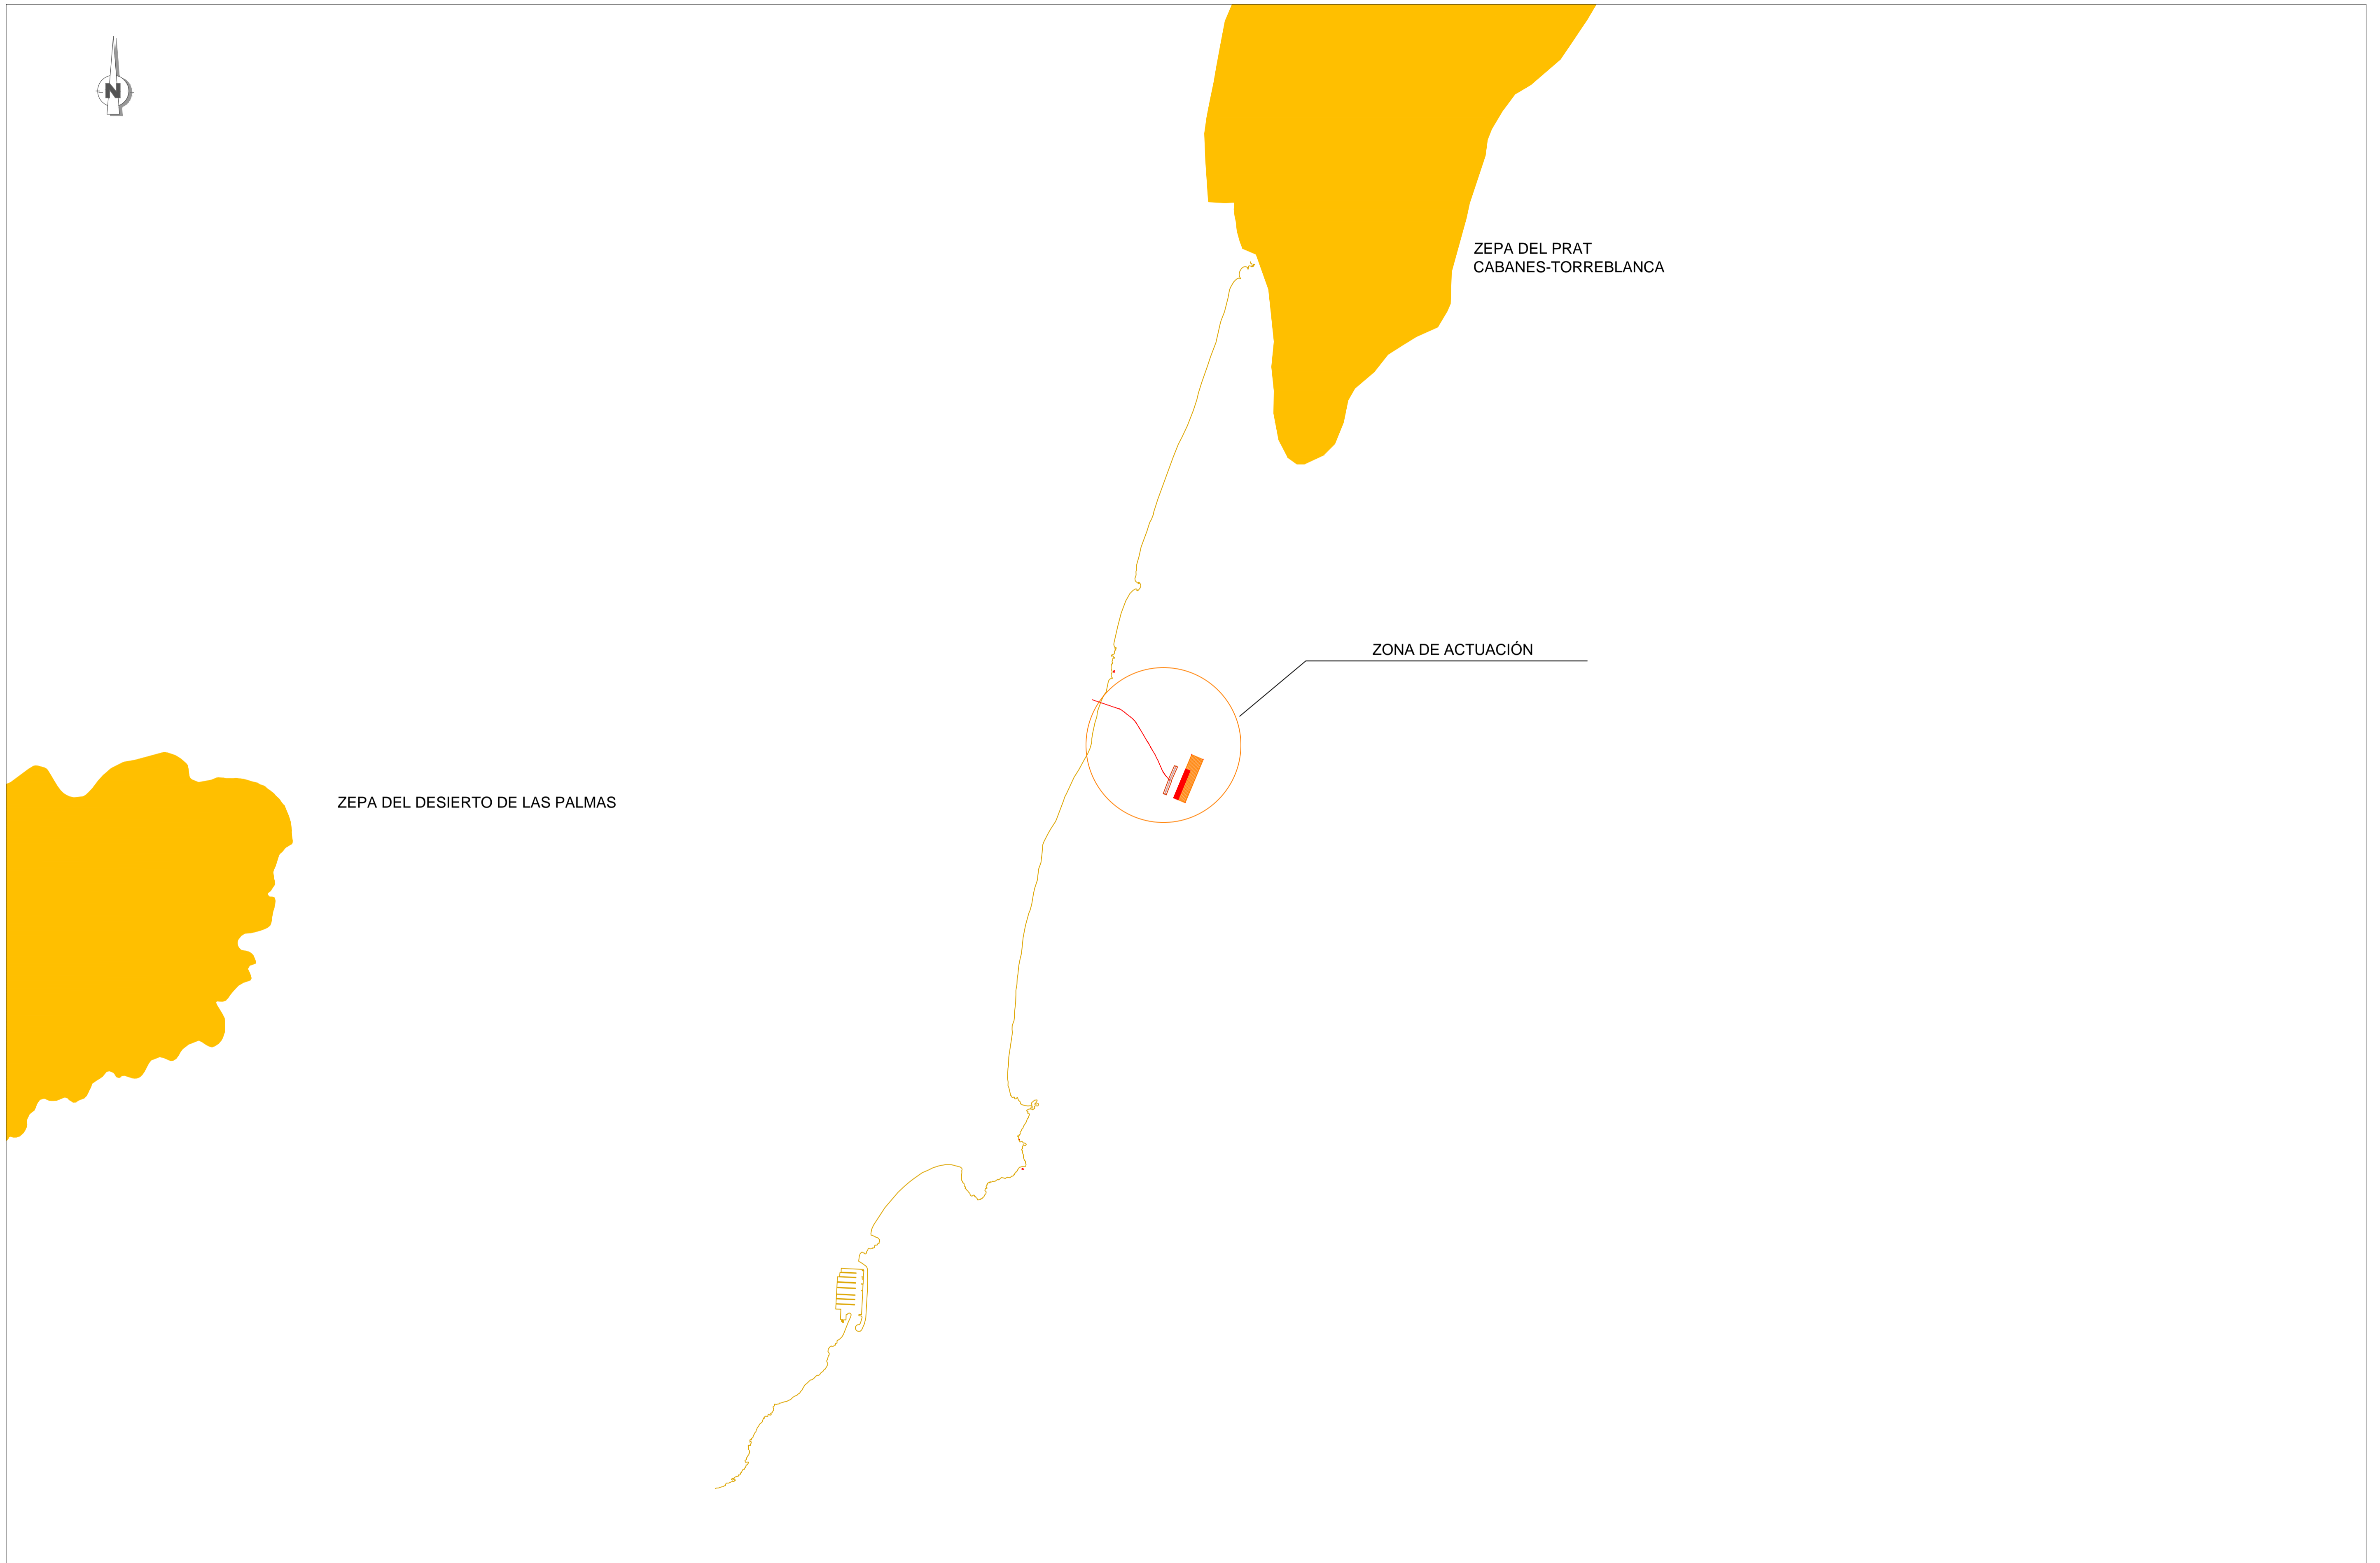 N
ZEPA DEL PRAT
CABANES-TORREBLANCA
ZONA DE ACTUACIÓN
ZEPA DEL DESIERTO DE LAS PALMAS